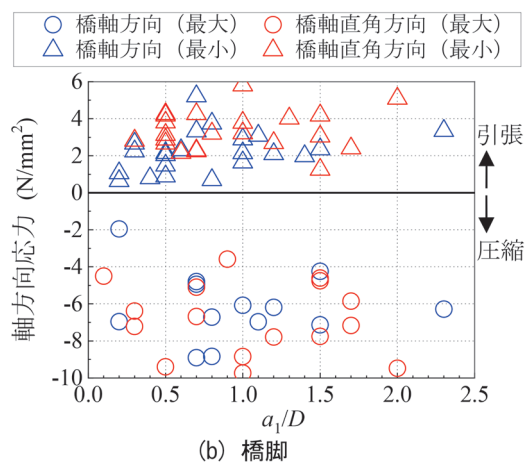 橋軸方向（最大） 橋軸直角方向（最大）
橋軸方向（最小） 橋軸直角方向（最小）
6
4
2
0
-2
-4
-6
-8
-10
軸方向応力 (N/mm²)
引張
圧縮
0.0 0.5 1.0 1.5 2.0 2.5
a₁/D
(b) 橋脚